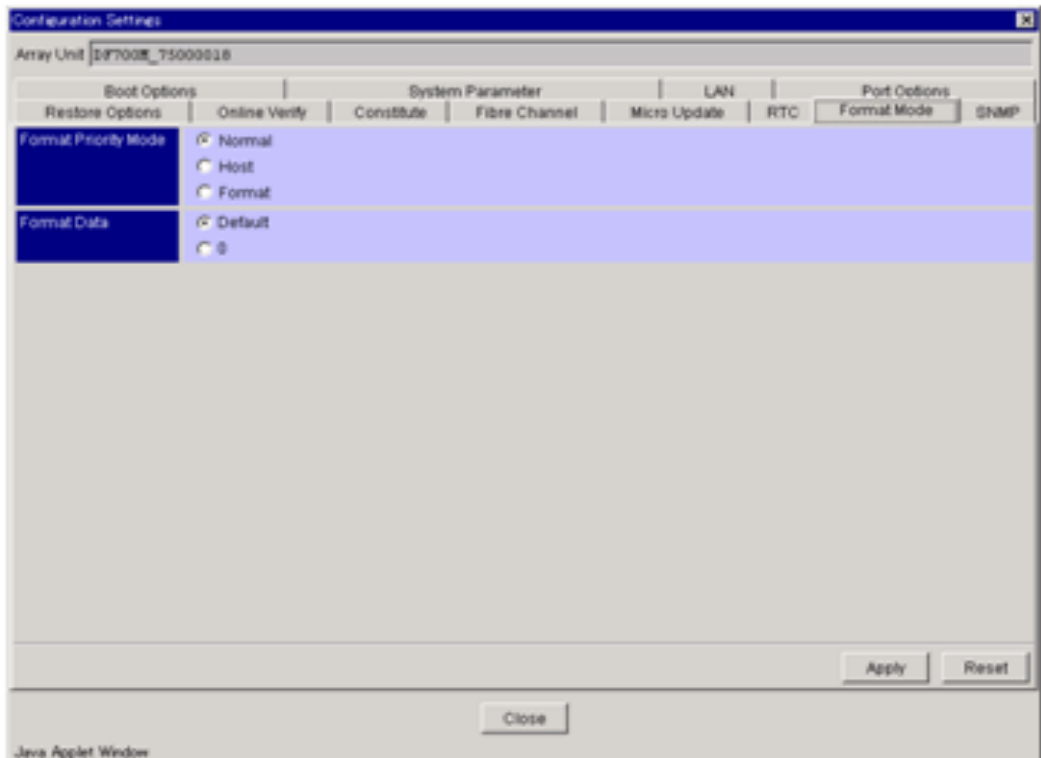 Configuration Settings
Array Unit DF700M_75000018
Boot Options System Parameter LAN Port Options
Restore Options Online Verify Constitute Fibre Channel Micro Update RTC Format Mode SNMP
Format Priority Mode Normal
Host
Format
Format Data Default
0
Apply Reset
Close
Java Applet Window